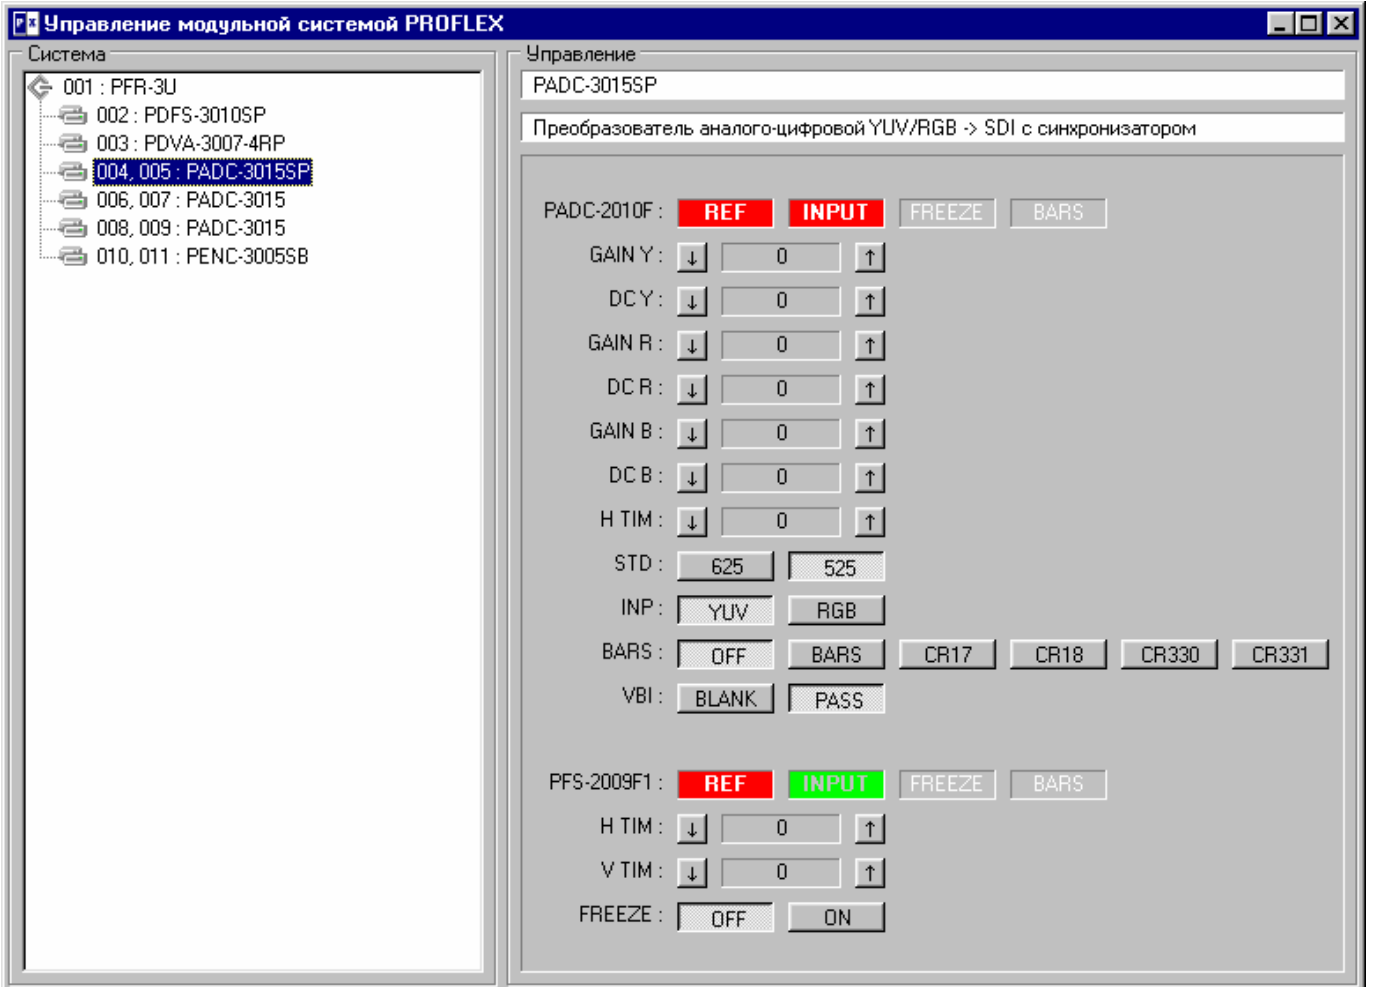 Управление модульной системой PROFLEX
Система
001 : PFR-3U
002 : PDFS-3010SP
003 : PDVA-3007-4RP
004, 005 : PADC-3015SP
006, 007 : PADC-3015
008, 009 : PADC-3015
010, 011 : PENC-3005SB
Управление
PADC-3015SP
Преобразователь аналого-цифровой YUV/RGB -> SDI с синхронизатором
PADC-2010F : REF INPUT FREEZE BARS
GAIN Y : ↓ 0 ↑
DC Y : ↓ 0 ↑
GAIN R : ↓ 0 ↑
DC R : ↓ 0 ↑
GAIN B : ↓ 0 ↑
DC B : ↓ 0 ↑
H TIM : ↓ 0 ↑
STD : 625 525
INP : YUV RGB
BARS : OFF BARS CR17 CR18 CR330 CR331
VBI : BLANK PASS
PFS-2009F1 : REF INPUT FREEZE BARS
H TIM : ↓ 0 ↑
V TIM : ↓ 0 ↑
FREEZE : OFF ON